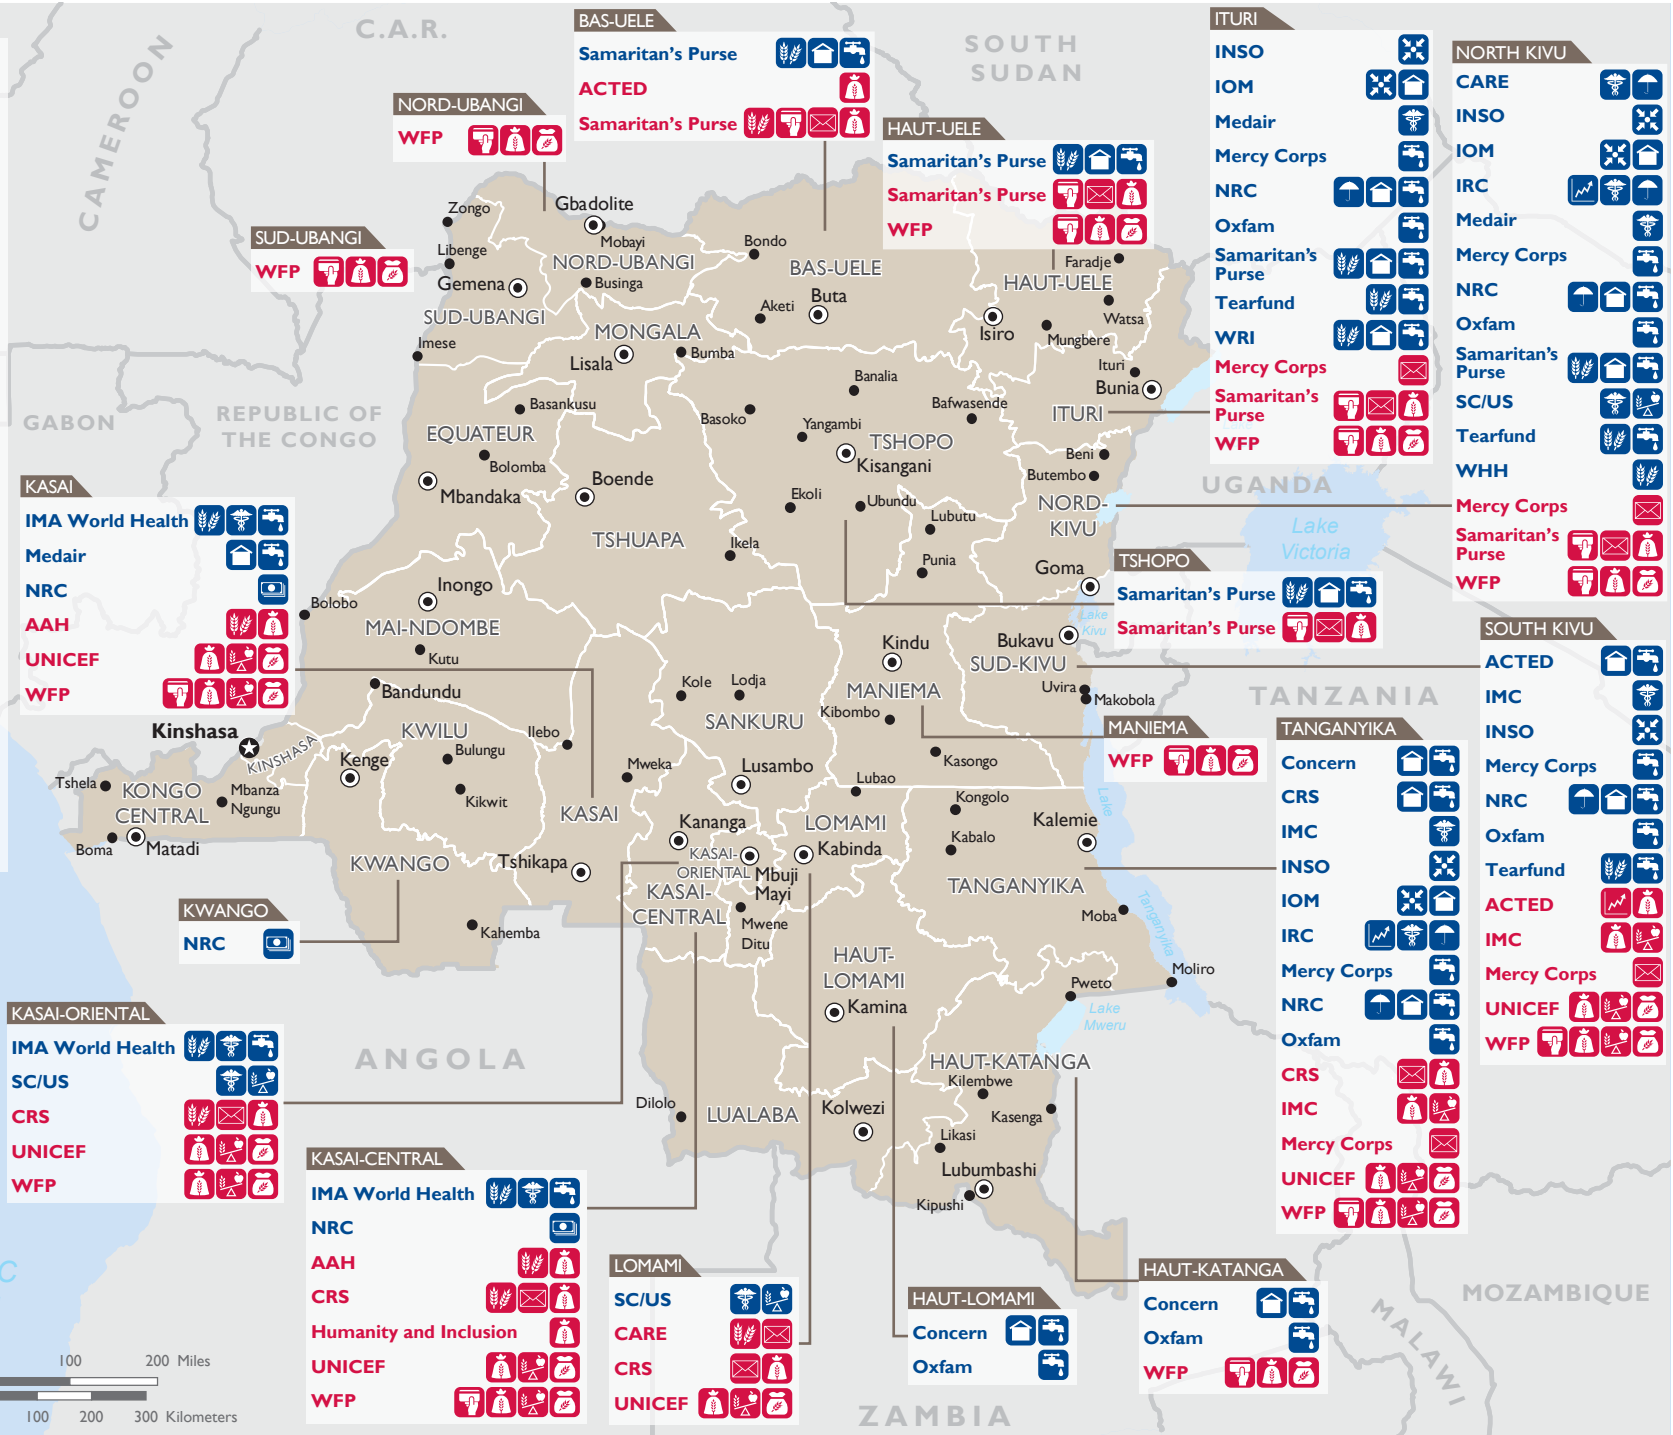 C.A.R.
CAMEROON
SOUTH
SUDAN
GABON
REPUBLIC OF
THE CONGO
UGANDA
TANZANIA
ANGOLA
ZAMBIA
MALAWI
MOZAMBIQUE
Lake
Victoria
Lake
Kivu
Lake
Tanganyika
Lake
Mweru
C
BAS-UELE
Samaritan's Purse
ACTED
Samaritan's Purse
NORD-UBANGI
WFP
SUD-UBANGI
WFP
HAUT-UELE
Samaritan's Purse
Samaritan's Purse
WFP
ITURI
INSO
IOM
Medair
Mercy Corps
NRC
Oxfam
Samaritan's
Purse
Tearfund
WRI
Mercy Corps
Samaritan's
Purse
WFP
NORTH KIVU
CARE
INSO
IOM
IRC
Medair
Mercy Corps
NRC
Oxfam
Samaritan's
Purse
SC/US
Tearfund
WHH
Mercy Corps
Samaritan's
Purse
WFP
TSHOPO
Samaritan's Purse
Samaritan's Purse
SOUTH KIVU
ACTED
IMC
INSO
Mercy Corps
NRC
Oxfam
Tearfund
ACTED
IMC
Mercy Corps
UNICEF
WFP
MANIEMA
WFP
TANGANYIKA
Concern
CRS
IMC
INSO
IOM
IRC
Mercy Corps
NRC
Oxfam
CRS
IMC
Mercy Corps
UNICEF
WFP
KASAI
IMA World Health
Medair
NRC
AAH
UNICEF
WFP
KWANGO
NRC
KASAI-ORIENTAL
IMA World Health
SC/US
CRS
UNICEF
WFP
KASAI-CENTRAL
IMA World Health
NRC
AAH
CRS
Humanity and Inclusion
UNICEF
WFP
LOMAMI
SC/US
CARE
CRS
UNICEF
HAUT-LOMAMI
Concern
Oxfam
HAUT-KATANGA
Concern
Oxfam
WFP
Zongo
Gbadolite
Mobayi
Libenge
NORD-UBANGI
Gemena
Businga
SUD-UBANGI
Bondo
BAS-UELE
Aketi
Buta
Faradje
HAUT-UELE
Watsa
Isiro
Mungbere
MONGALA
Imese
Lisala
Bumba
Ituri
Bunia
ITURI
Banalia
Basankusu
Basoko
Bafwasende
Yangambi
TSHOPO
EQUATEUR
Bolomba
Kisangani
Beni
Butembo
Mbandaka
Boende
Ekoli
Ubundu
NORD-
KIVU
Lubutu
TSHUAPA
Ikela
Punia
Goma
Inongo
Bolobo
MAI-NDOMBE
Kutu
Kindu
Bukavu
SUD-KIVU
Bandundu
Kole
Lodja
MANIEMA
Uvira
Makobola
SANKURU
Kibombo
Kinshasa
KINSHASA
KWILU
Ilebo
Bulungu
Kasongo
Kenge
Mweka
Lusambo
Lubao
Tshela
KONGO
CENTRAL
Mbanza
Ngungu
Kikwit
KASAI
Kongolo
Kananga
LOMAMI
Kalemie
Kabalo
Boma
Matadi
KWANGO
Tshikapa
KASAI-
ORIENTAL
Kabinda
Mbuji
Mayi
KASAI-
CENTRAL
TANGANYIKA
Moba
Kahemba
Mwene
Ditu
HAUT-
LOMAMI
Moliro
Pweto
Kamina
HAUT-KATANGA
Kilembwe
Kasenga
Dilolo
LUALABA
Kolwezi
Likasi
Lubumbashi
Kipushi
100 200 Miles
100 200 300 Kilometers